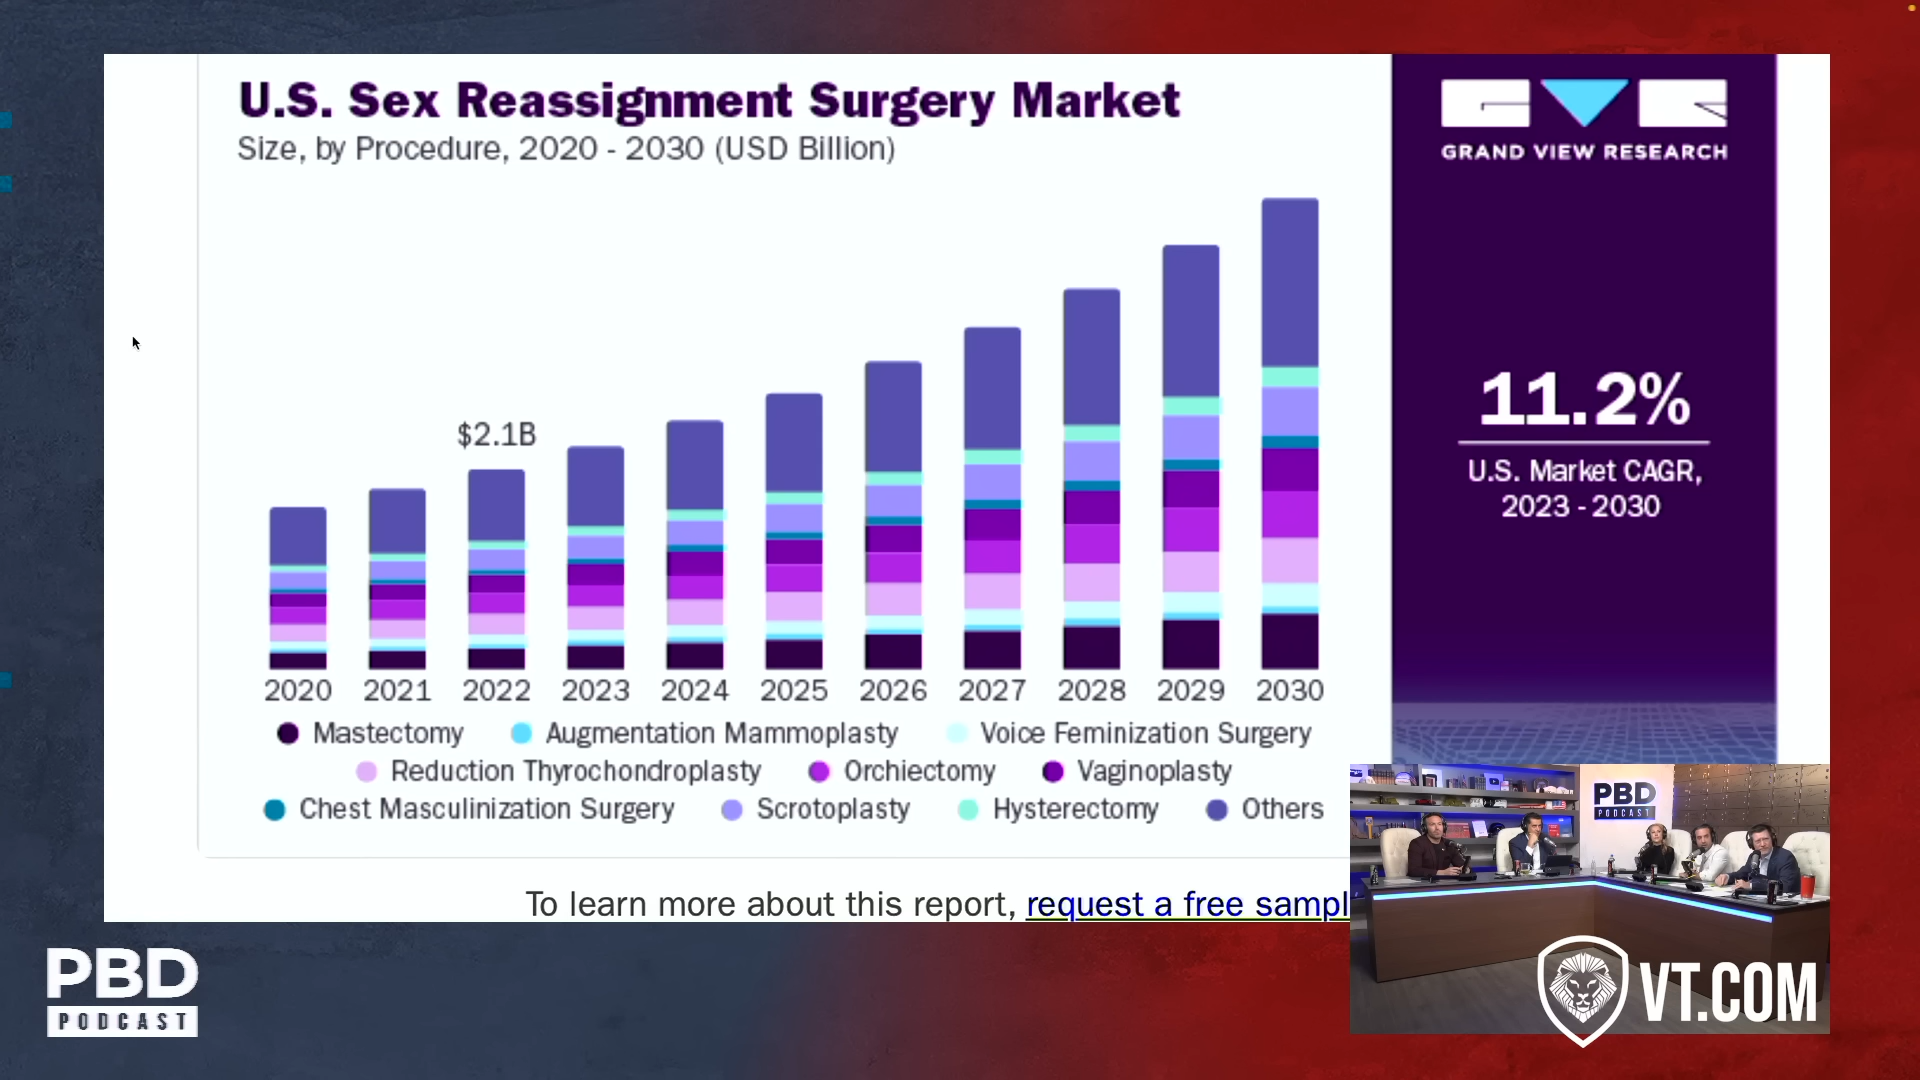 U.S. Sex Reassignment Surgery Market
Size, by Procedure, 2020 - 2030 (USD Billion)
GRAND VIEW RESEARCH
$2.1B
11.2%
U.S. Market CAGR,
2023 - 2030
2020 2021 2022 2023 2024 2025 2026 2027 2028 2029 2030
Mastectomy Augmentation Mammoplasty Voice Feminization Surgery
Reduction Thyrochondroplasty Orchiectomy Vaginoplasty
Chest Masculinization Surgery Scrotoplasty Hysterectomy Others
To learn more about this report, request a free sampl
PBD
PODCAST
PBD
PODCAST
VT.COM